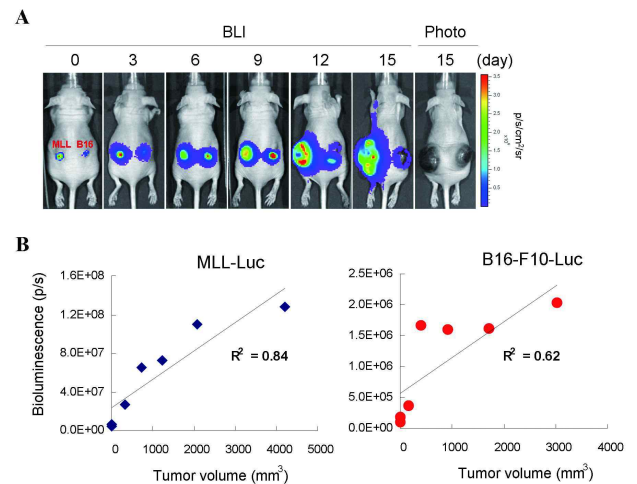 A
BLI Photo
0 3 6 9 12 15 15 (day)
MLL B16
3.5
3.0
2.5
2.0
1.5
1.0
0.5
0.0
p/s/cm²/sr
B
MLL-Luc
Bioluminescence (p/s)
1.6E+08
1.2E+08
8.0E+07
4.0E+07
0.0E+00
R² = 0.84
0 1000 2000 3000 4000 5000
Tumor volume (mm³)
B16-F10-Luc
2.5E+06
2.0E+06
1.5E+06
1.0E+06
5.0E+05
0.0E+00
R² = 0.62
0 1000 2000 3000 4000
Tumor volume (mm³)